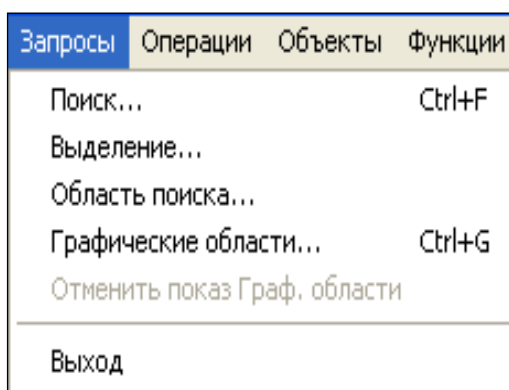 Запросы Операции Объекты Функции
Поиск... Ctrl+F
Выделение...
Область поиска...
Графические области... Ctrl+G
Отменить показ Граф. области
Выход